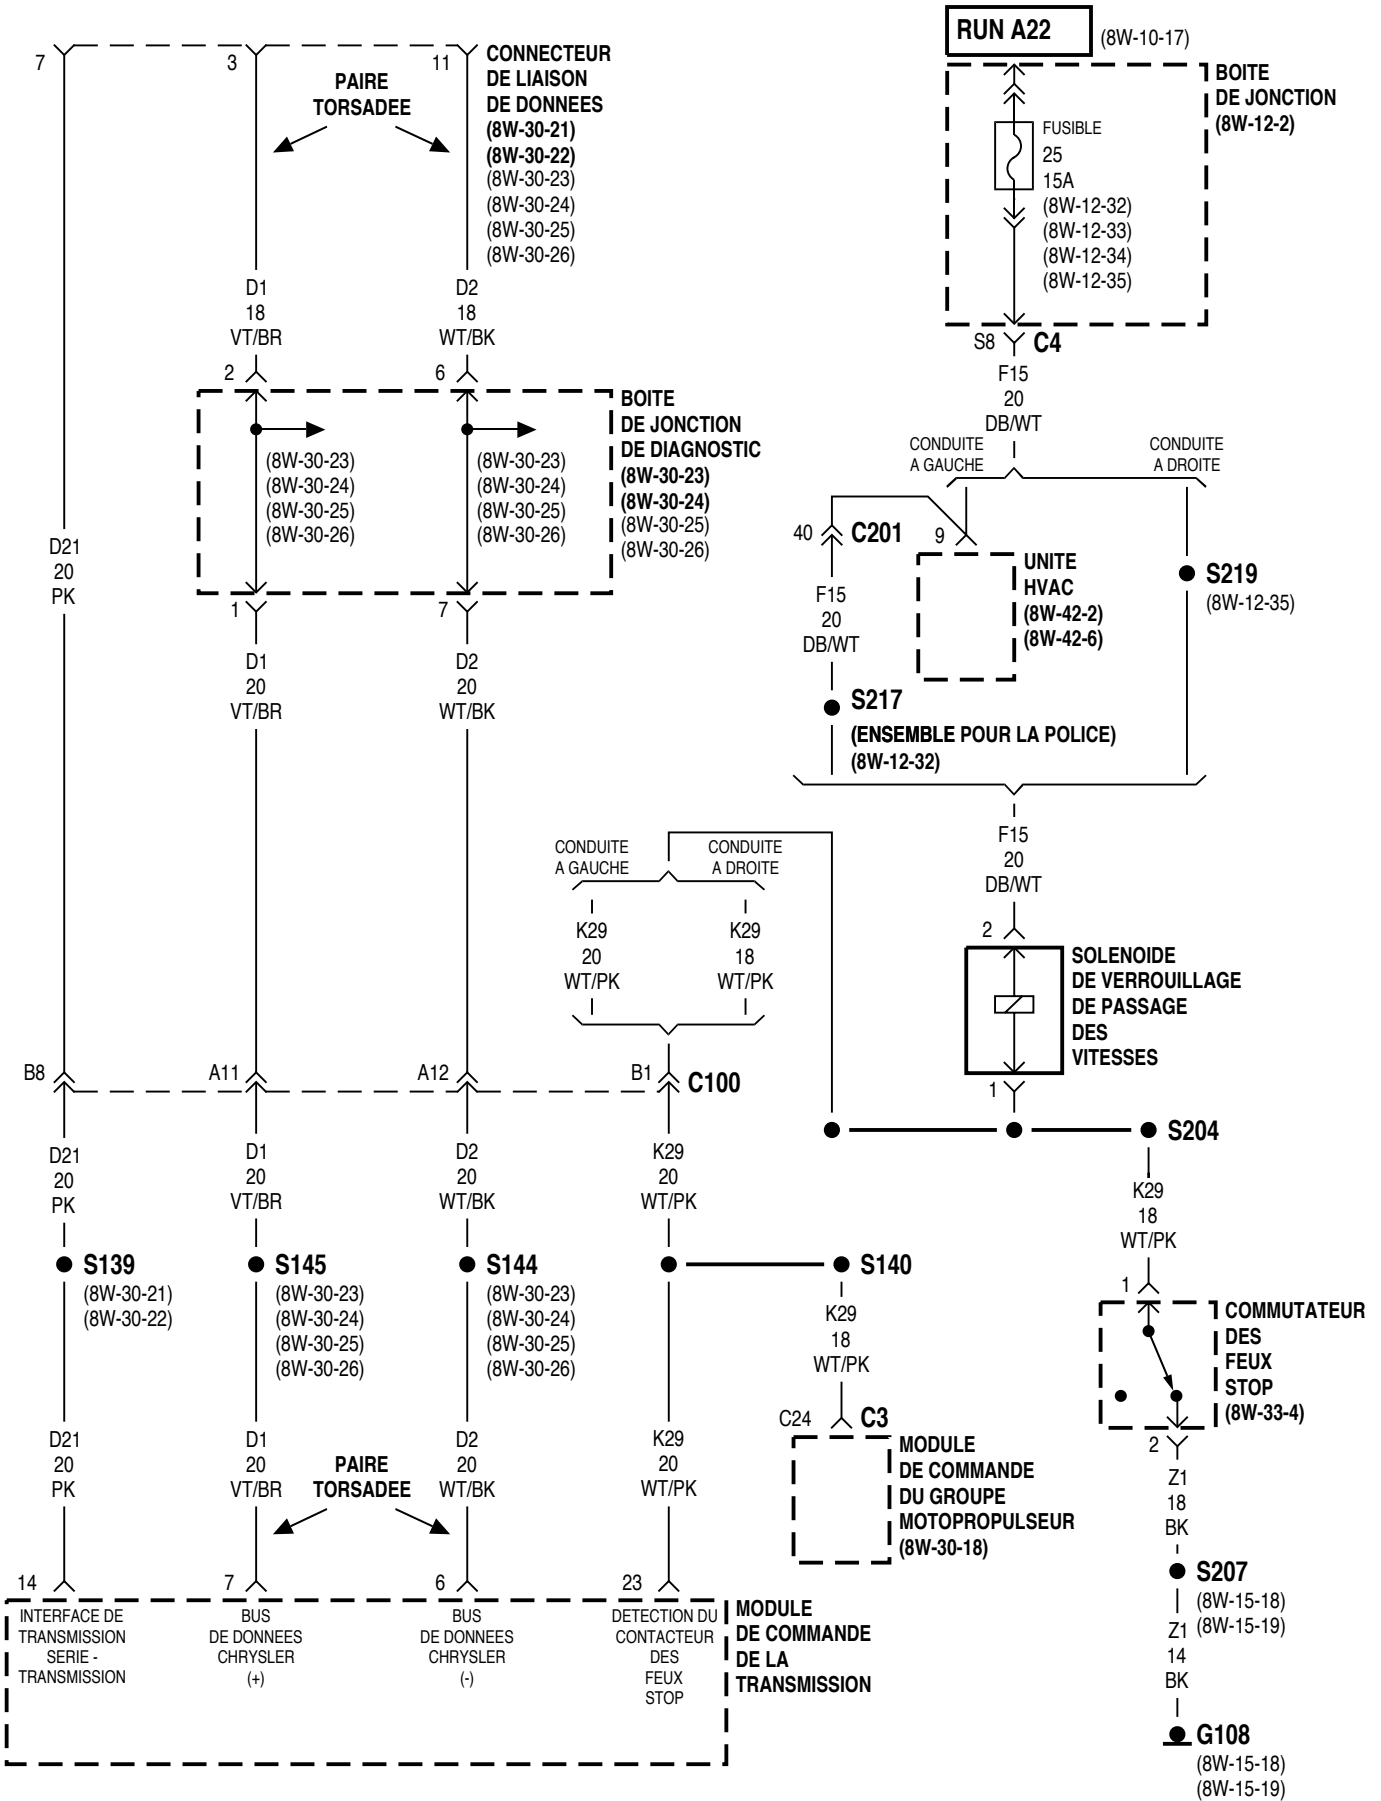 7
3
11
CONNECTEUR
DE LIAISON
DE DONNEES
(8W-30-21)
(8W-30-22)
(8W-30-23)
(8W-30-24)
(8W-30-25)
(8W-30-26)
PAIRE
TORSADEE
RUN A22
(8W-10-17)
BOITE
DE JONCTION
(8W-12-2)
FUSIBLE
25
15A
(8W-12-32)
(8W-12-33)
(8W-12-34)
(8W-12-35)
S8
C4
F15
20
DB/WT
CONDUITE
A GAUCHE
CONDUITE
A DROITE
D1
18
VT/BR
D2
18
WT/BK
2
6
BOITE
DE JONCTION
DE DIAGNOSTIC
(8W-30-23)
(8W-30-24)
(8W-30-25)
(8W-30-26)
(8W-30-23)
(8W-30-24)
(8W-30-25)
(8W-30-26)
(8W-30-23)
(8W-30-24)
(8W-30-25)
(8W-30-26)
D21
20
PK
1
7
D1
20
VT/BR
D2
20
WT/BK
40
C201
9
F15
20
DB/WT
UNITE
HVAC
(8W-42-2)
(8W-42-6)
S219
(8W-12-35)
S217
(ENSEMBLE POUR LA POLICE)
(8W-12-32)
F15
20
DB/WT
CONDUITE
A GAUCHE
CONDUITE
A DROITE
K29
20
WT/PK
K29
18
WT/PK
2
SOLENOIDE
DE VERROUILLAGE
DE PASSAGE
DES
VITESSES
1
B8
A11
A12
B1
C100
S204
D21
20
PK
D1
20
VT/BR
D2
20
WT/BK
K29
20
WT/PK
K29
18
WT/PK
S139
(8W-30-21)
(8W-30-22)
S145
(8W-30-23)
(8W-30-24)
(8W-30-25)
(8W-30-26)
S144
(8W-30-23)
(8W-30-24)
(8W-30-25)
(8W-30-26)
S140
K29
18
WT/PK
1
COMMUTATEUR
DES
FEUX
STOP
(8W-33-4)
2
C24
C3
MODULE
DE COMMANDE
DU GROUPE
MOTOPROPULSEUR
(8W-30-18)
D21
20
PK
D1
20
VT/BR
PAIRE
TORSADEE
D2
20
WT/BK
K29
20
WT/PK
Z1
18
BK
S207
(8W-15-18)
(8W-15-19)
Z1
14
BK
G108
(8W-15-18)
(8W-15-19)
14
7
6
23
INTERFACE DE
TRANSMISSION
SERIE -
TRANSMISSION
BUS
DE DONNEES
CHRYSLER
(+)
BUS
DE DONNEES
CHRYSLER
(-)
DETECTION DU
CONTACTEUR
DES
FEUX
STOP
MODULE
DE COMMANDE
DE LA
TRANSMISSION